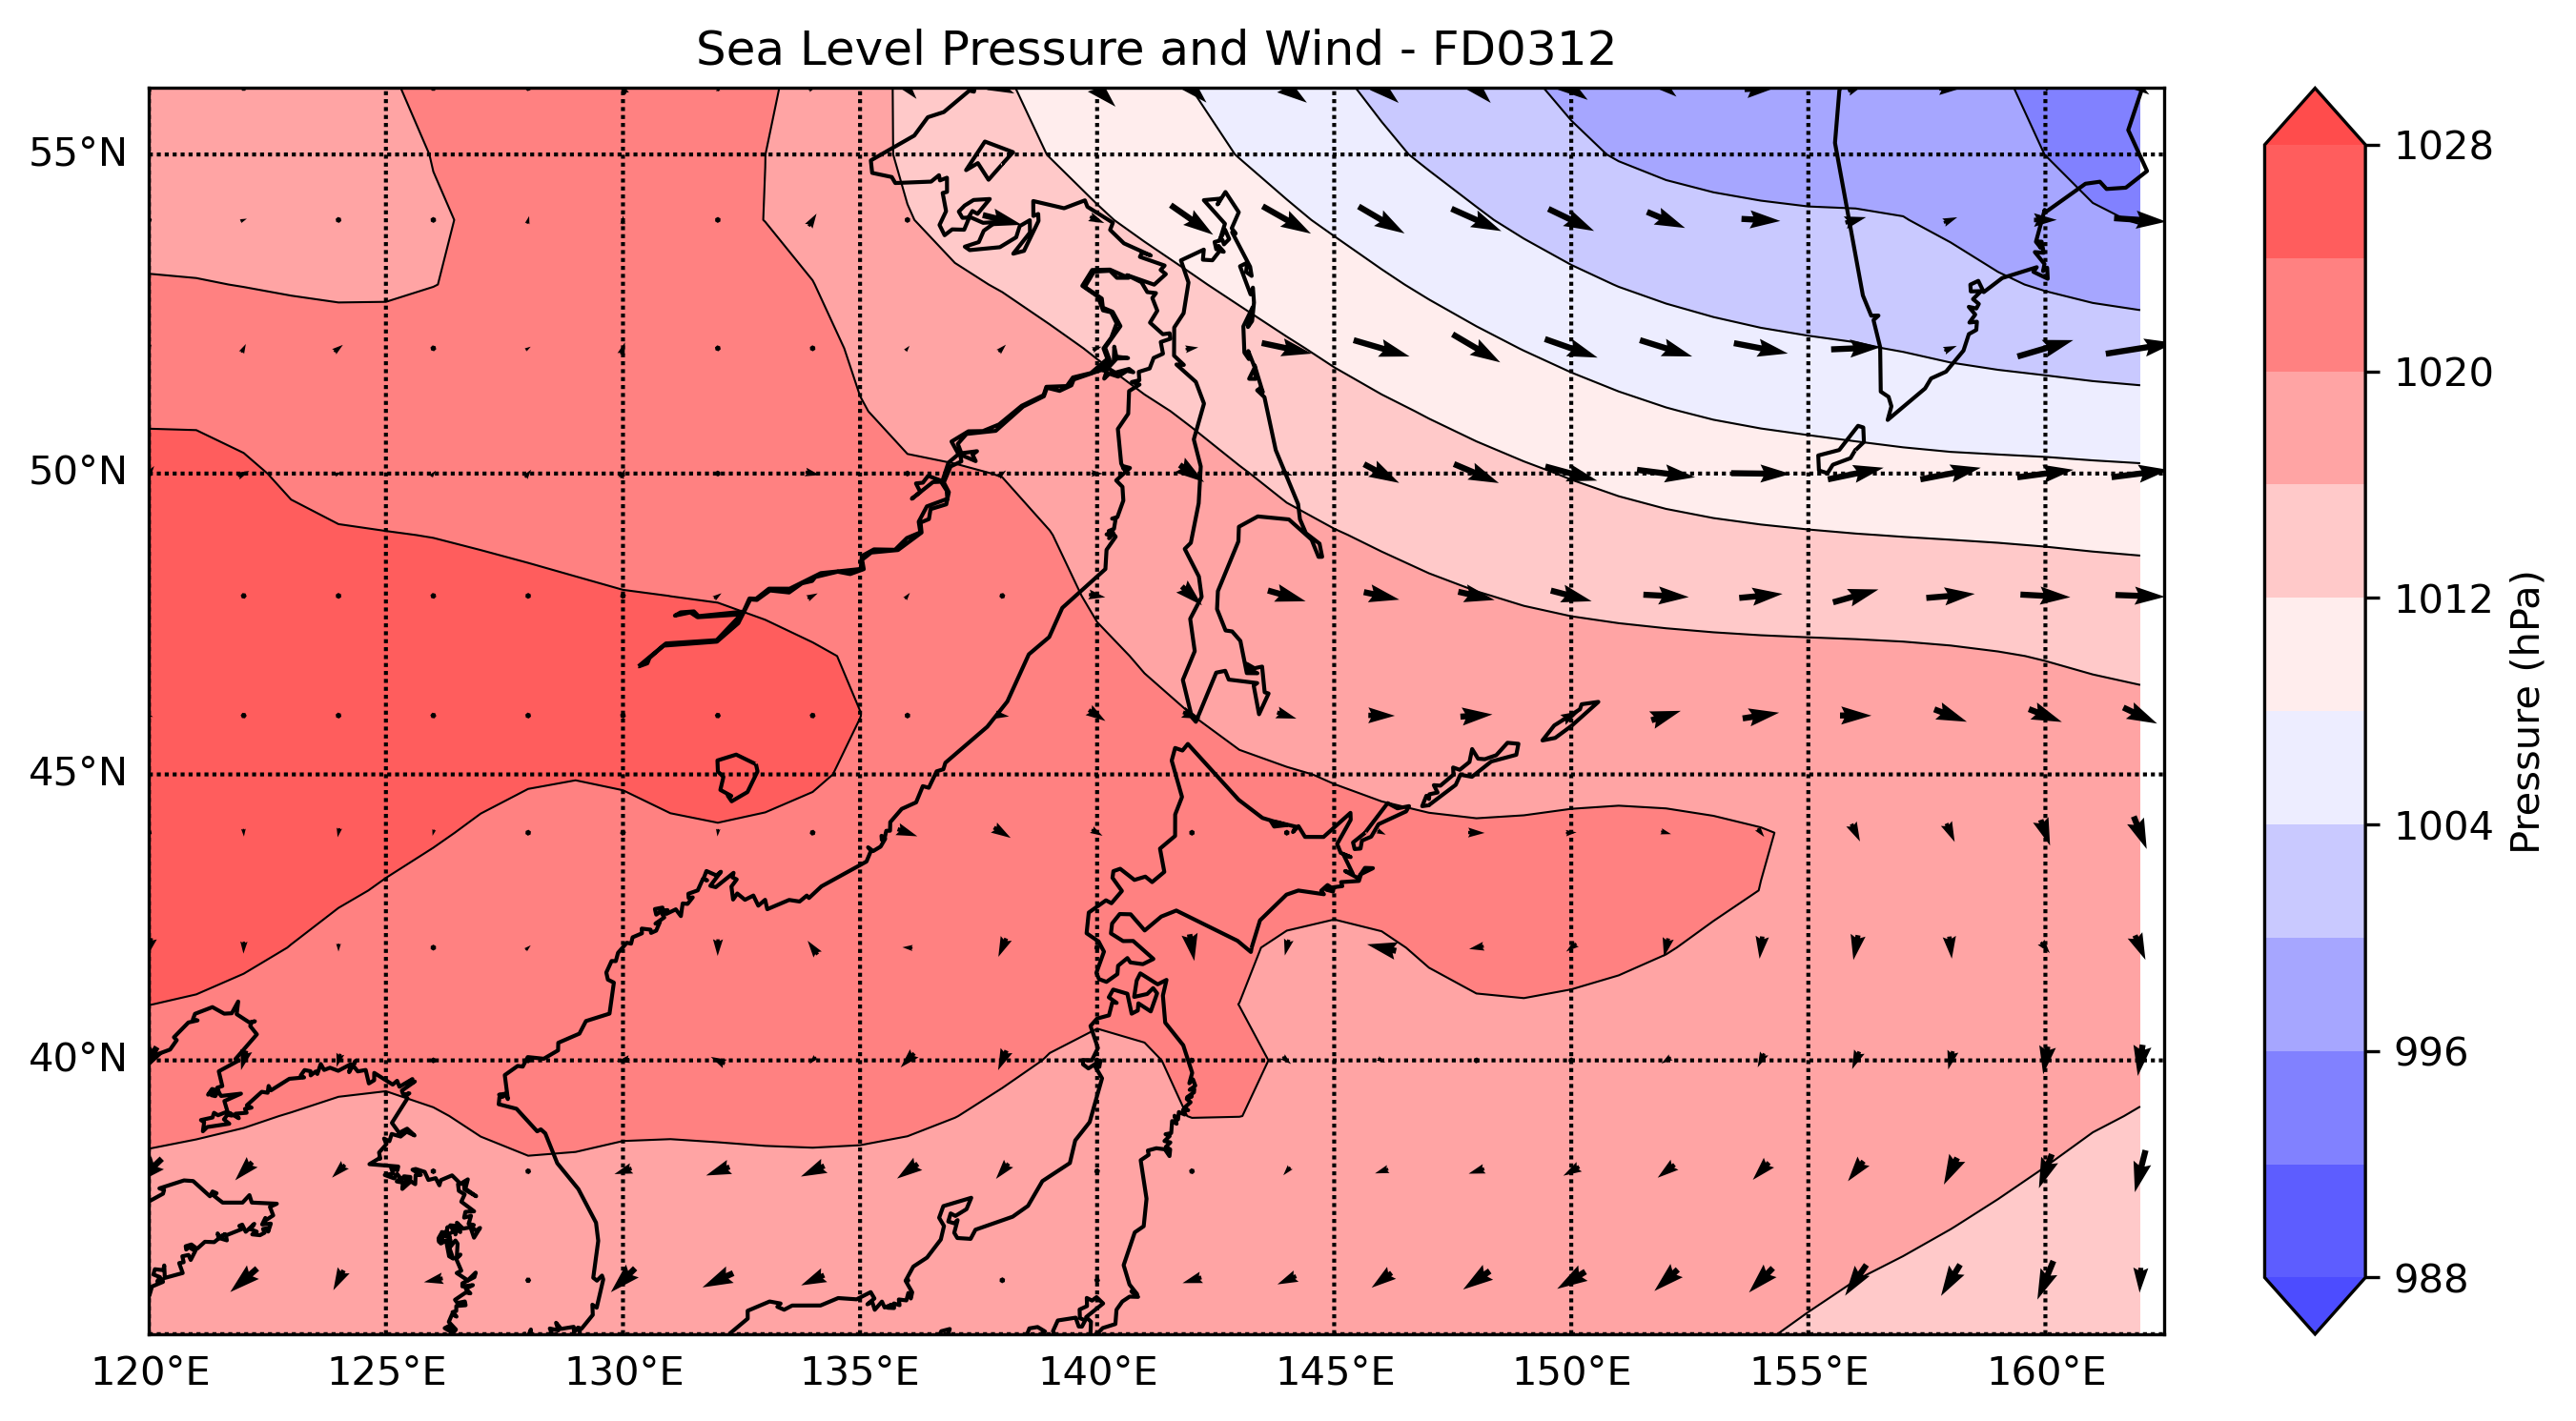 Sea Level Pressure and Wind - FD0312
55°N
50°N
45°N
40°N
120°E 125°E 130°E 135°E 140°E 145°E 150°E 155°E 160°E
1028
1020
1012
1004
996
988
Pressure (hPa)